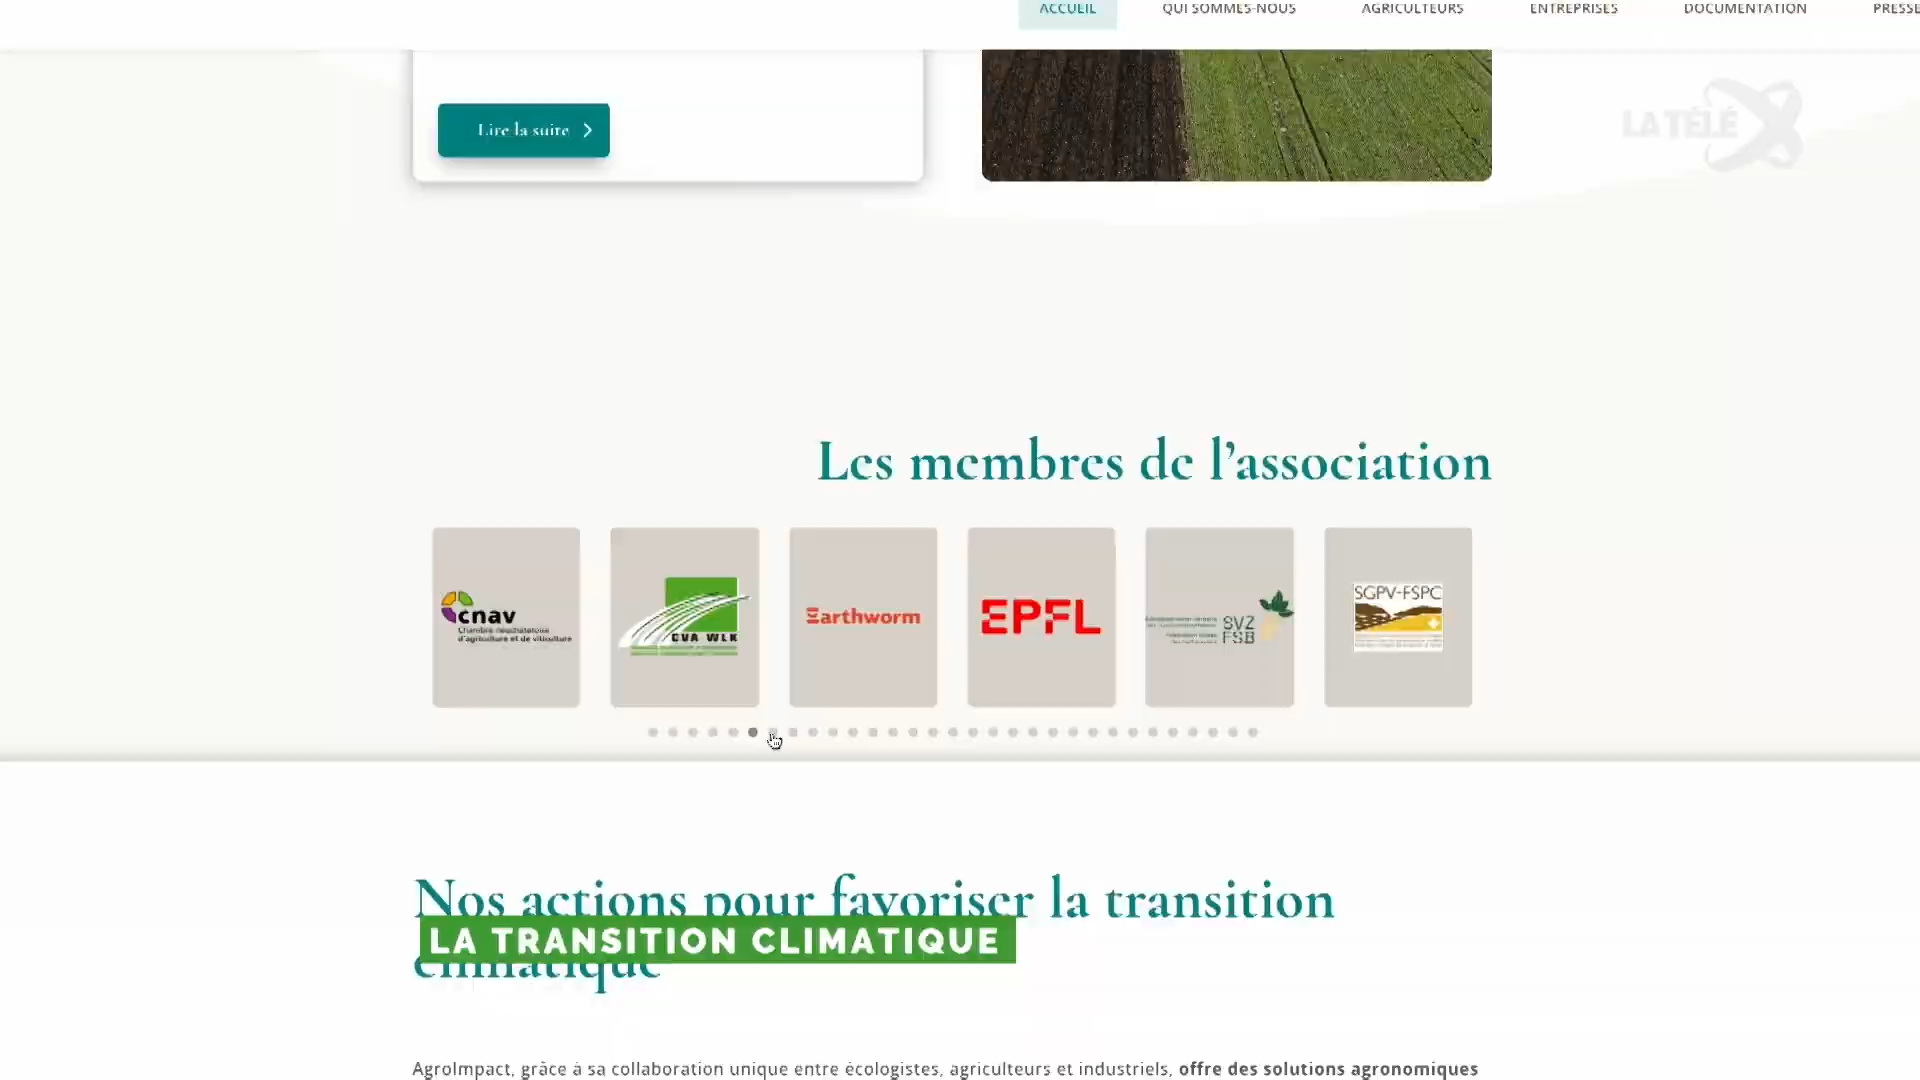 ACCUEIL QUI SOMMES-NOUS AGRICULTEURS ENTREPRISES DOCUMENTATION PRESSE
Lire la suite
LA TÉLÉ
Les membres de l’association
cnav
Chambre neuchâteloise
d'agriculture et de viticulture
CVA WLK
Earthworm
EPFL
SVZ
FSB
SGPV-FSPC
Nos actions pour favoriser la transition
climatique
LA TRANSITION CLIMATIQUE
AgroImpact, grâce à sa collaboration unique entre écologistes, agriculteurs et industriels, offre des solutions agronomiques